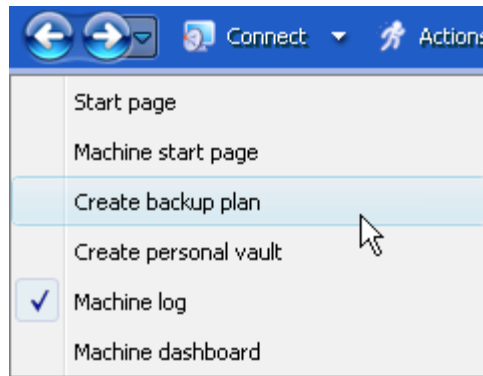 Connect Actions
Start page
Machine start page
Create backup plan
Create personal vault
Machine log
Machine dashboard